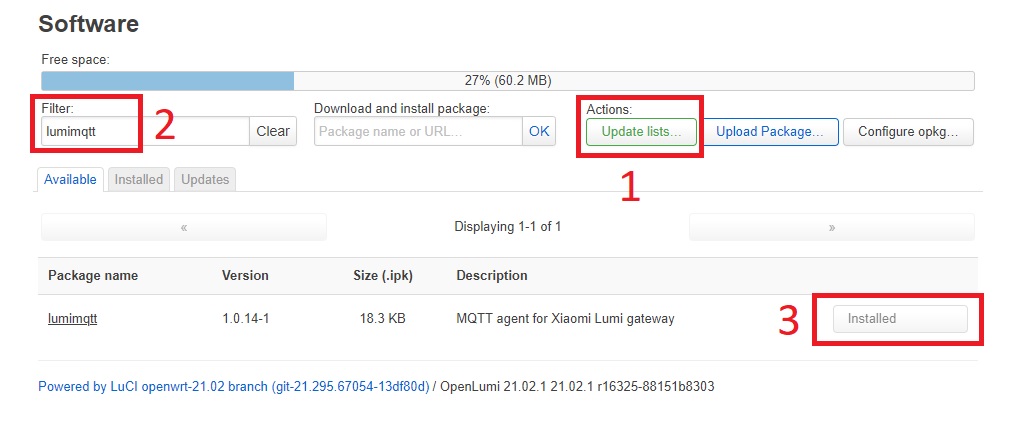 Software
Free space:
27% (60.2 MB)
Filter:
Download and install package:
Actions:
lumimqtt
Clear
2
Package name or URL...
OK
Update lists...
Upload Package...
Configure opkg...
1
Available
Installed
Updates
«
Displaying 1-1 of 1
»
Package name Version Size (.ipk) Description
lumimqtt 1.0.14-1 18.3 KB MQTT agent for Xiaomi Lumi gateway
3
Installed
Powered by LuCI openwrt-21.02 branch (git-21.295.67054-13df80d) / OpenLumi 21.02.1 21.02.1 r16325-88151b8303